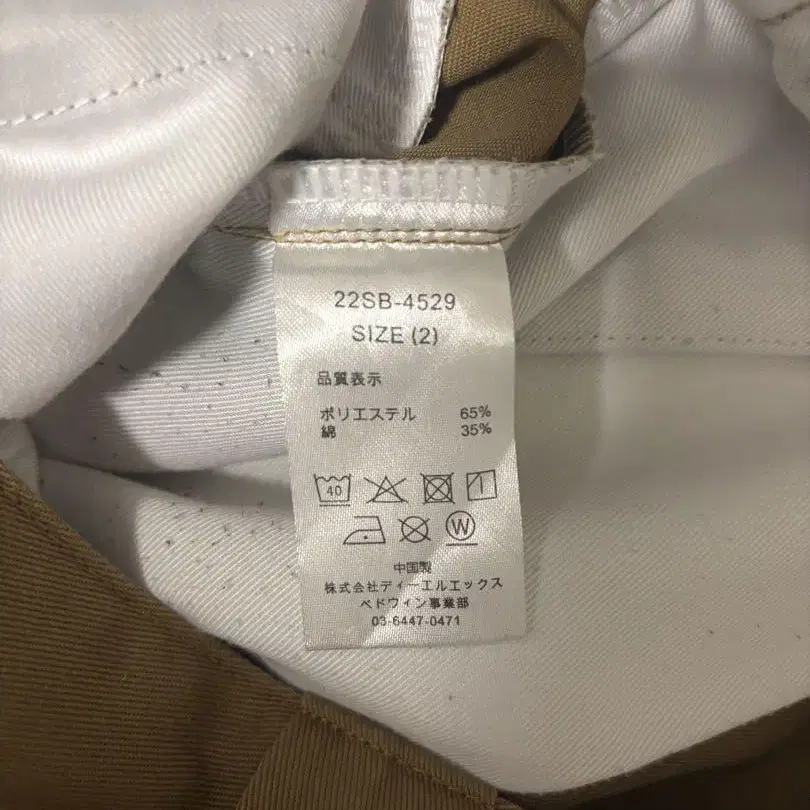 22SB-4529
SIZE (2)
品質表示
ポリエステル 65%
綿 35%
40
W
中国製
株式会社ディーエルエックス
ベドウィン事業部
03-6447-0471